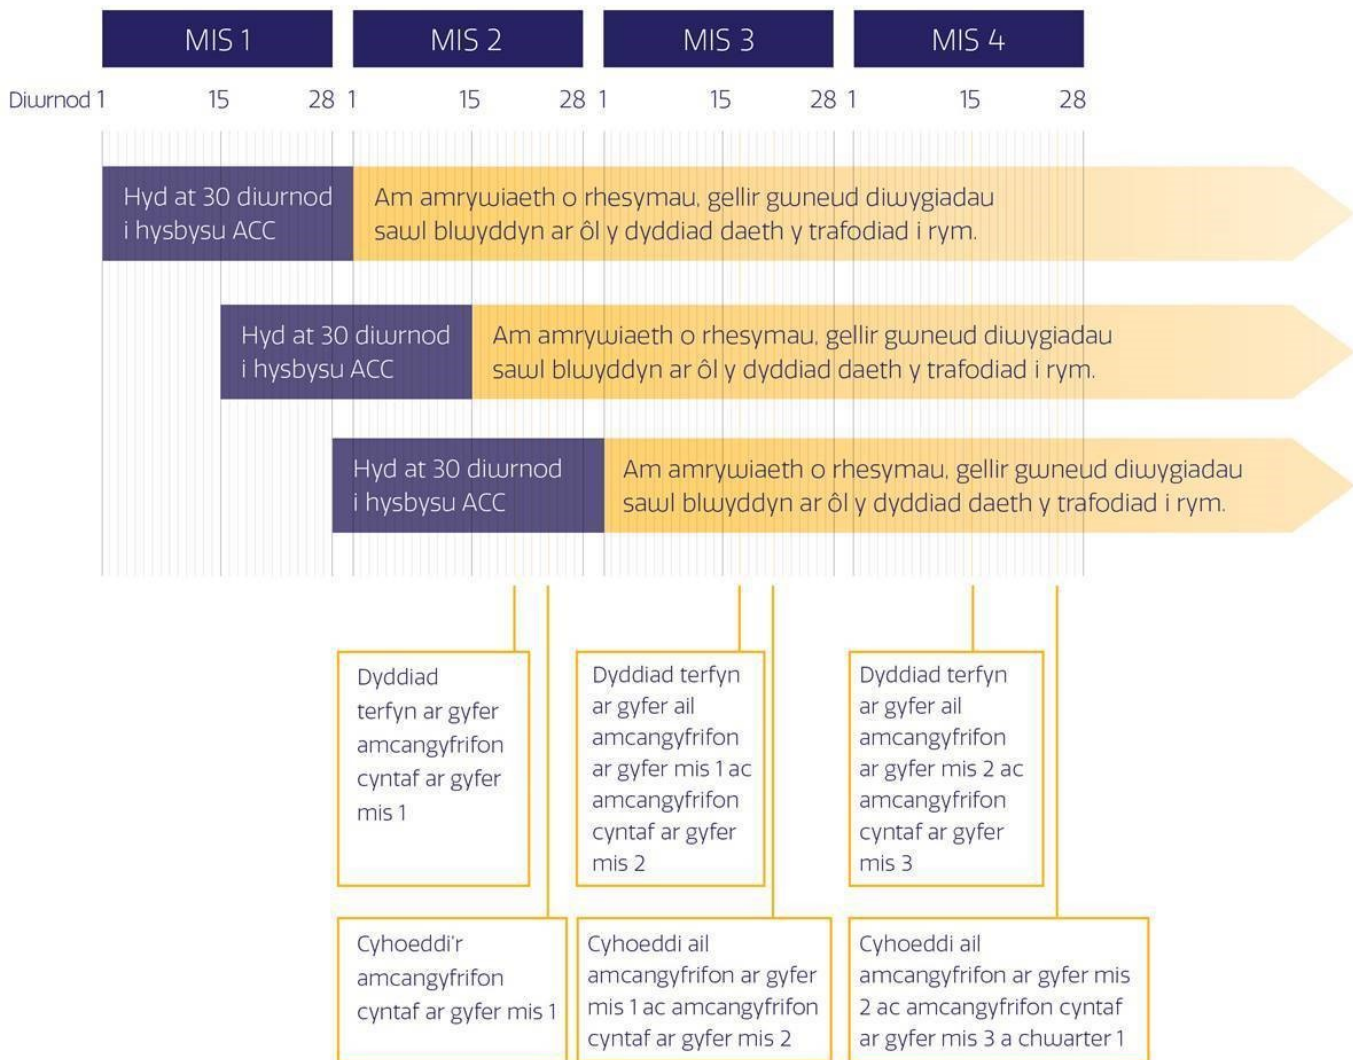 MIS 1
MIS 2
MIS 3
MIS 4
Diwrnod 1 15 28 1 15 28 1 15 28 1 15 28
Hyd at 30 diwrnod
i hysbysu ACC
Am amrywiaeth o rhesymau, gellir gwneud diwygiadau
sawl blwyddyn ar ôl y dyddiad daeth y trafodiad i rym.
Hyd at 30 diwrnod
i hysbysu ACC
Am amrywiaeth o rhesymau, gellir gwneud diwygiadau
sawl blwyddyn ar ôl y dyddiad daeth y trafodiad i rym.
Hyd at 30 diwrnod
i hysbysu ACC
Am amrywiaeth o rhesymau, gellir gwneud diwygiadau
sawl blwyddyn ar ôl y dyddiad daeth y trafodiad i rym.
Dyddiad
terfyn ar gyfer
amcangyfrifon
cyntaf ar gyfer
mis 1
Dyddiad terfyn
ar gyfer ail
amcangyfrifon
ar gyfer mis 1 ac
amcangyfrifon
cyntaf ar gyfer
mis 2
Dyddiad terfyn
ar gyfer ail
amcangyfrifon
ar gyfer mis 2 ac
amcangyfrifon
cyntaf ar gyfer
mis 3
Cyhoeddi'r
amcangyfrifon
cyntaf ar gyfer mis 1
Cyhoeddi ail
amcangyfrifon ar gyfer
mis 1 ac amcangyfrifon
cyntaf ar gyfer mis 2
Cyhoeddi ail
amcangyfrifon ar gyfer mis
2 ac amcangyfrifon cyntaf
ar gyfer mis 3 a chwarter 1